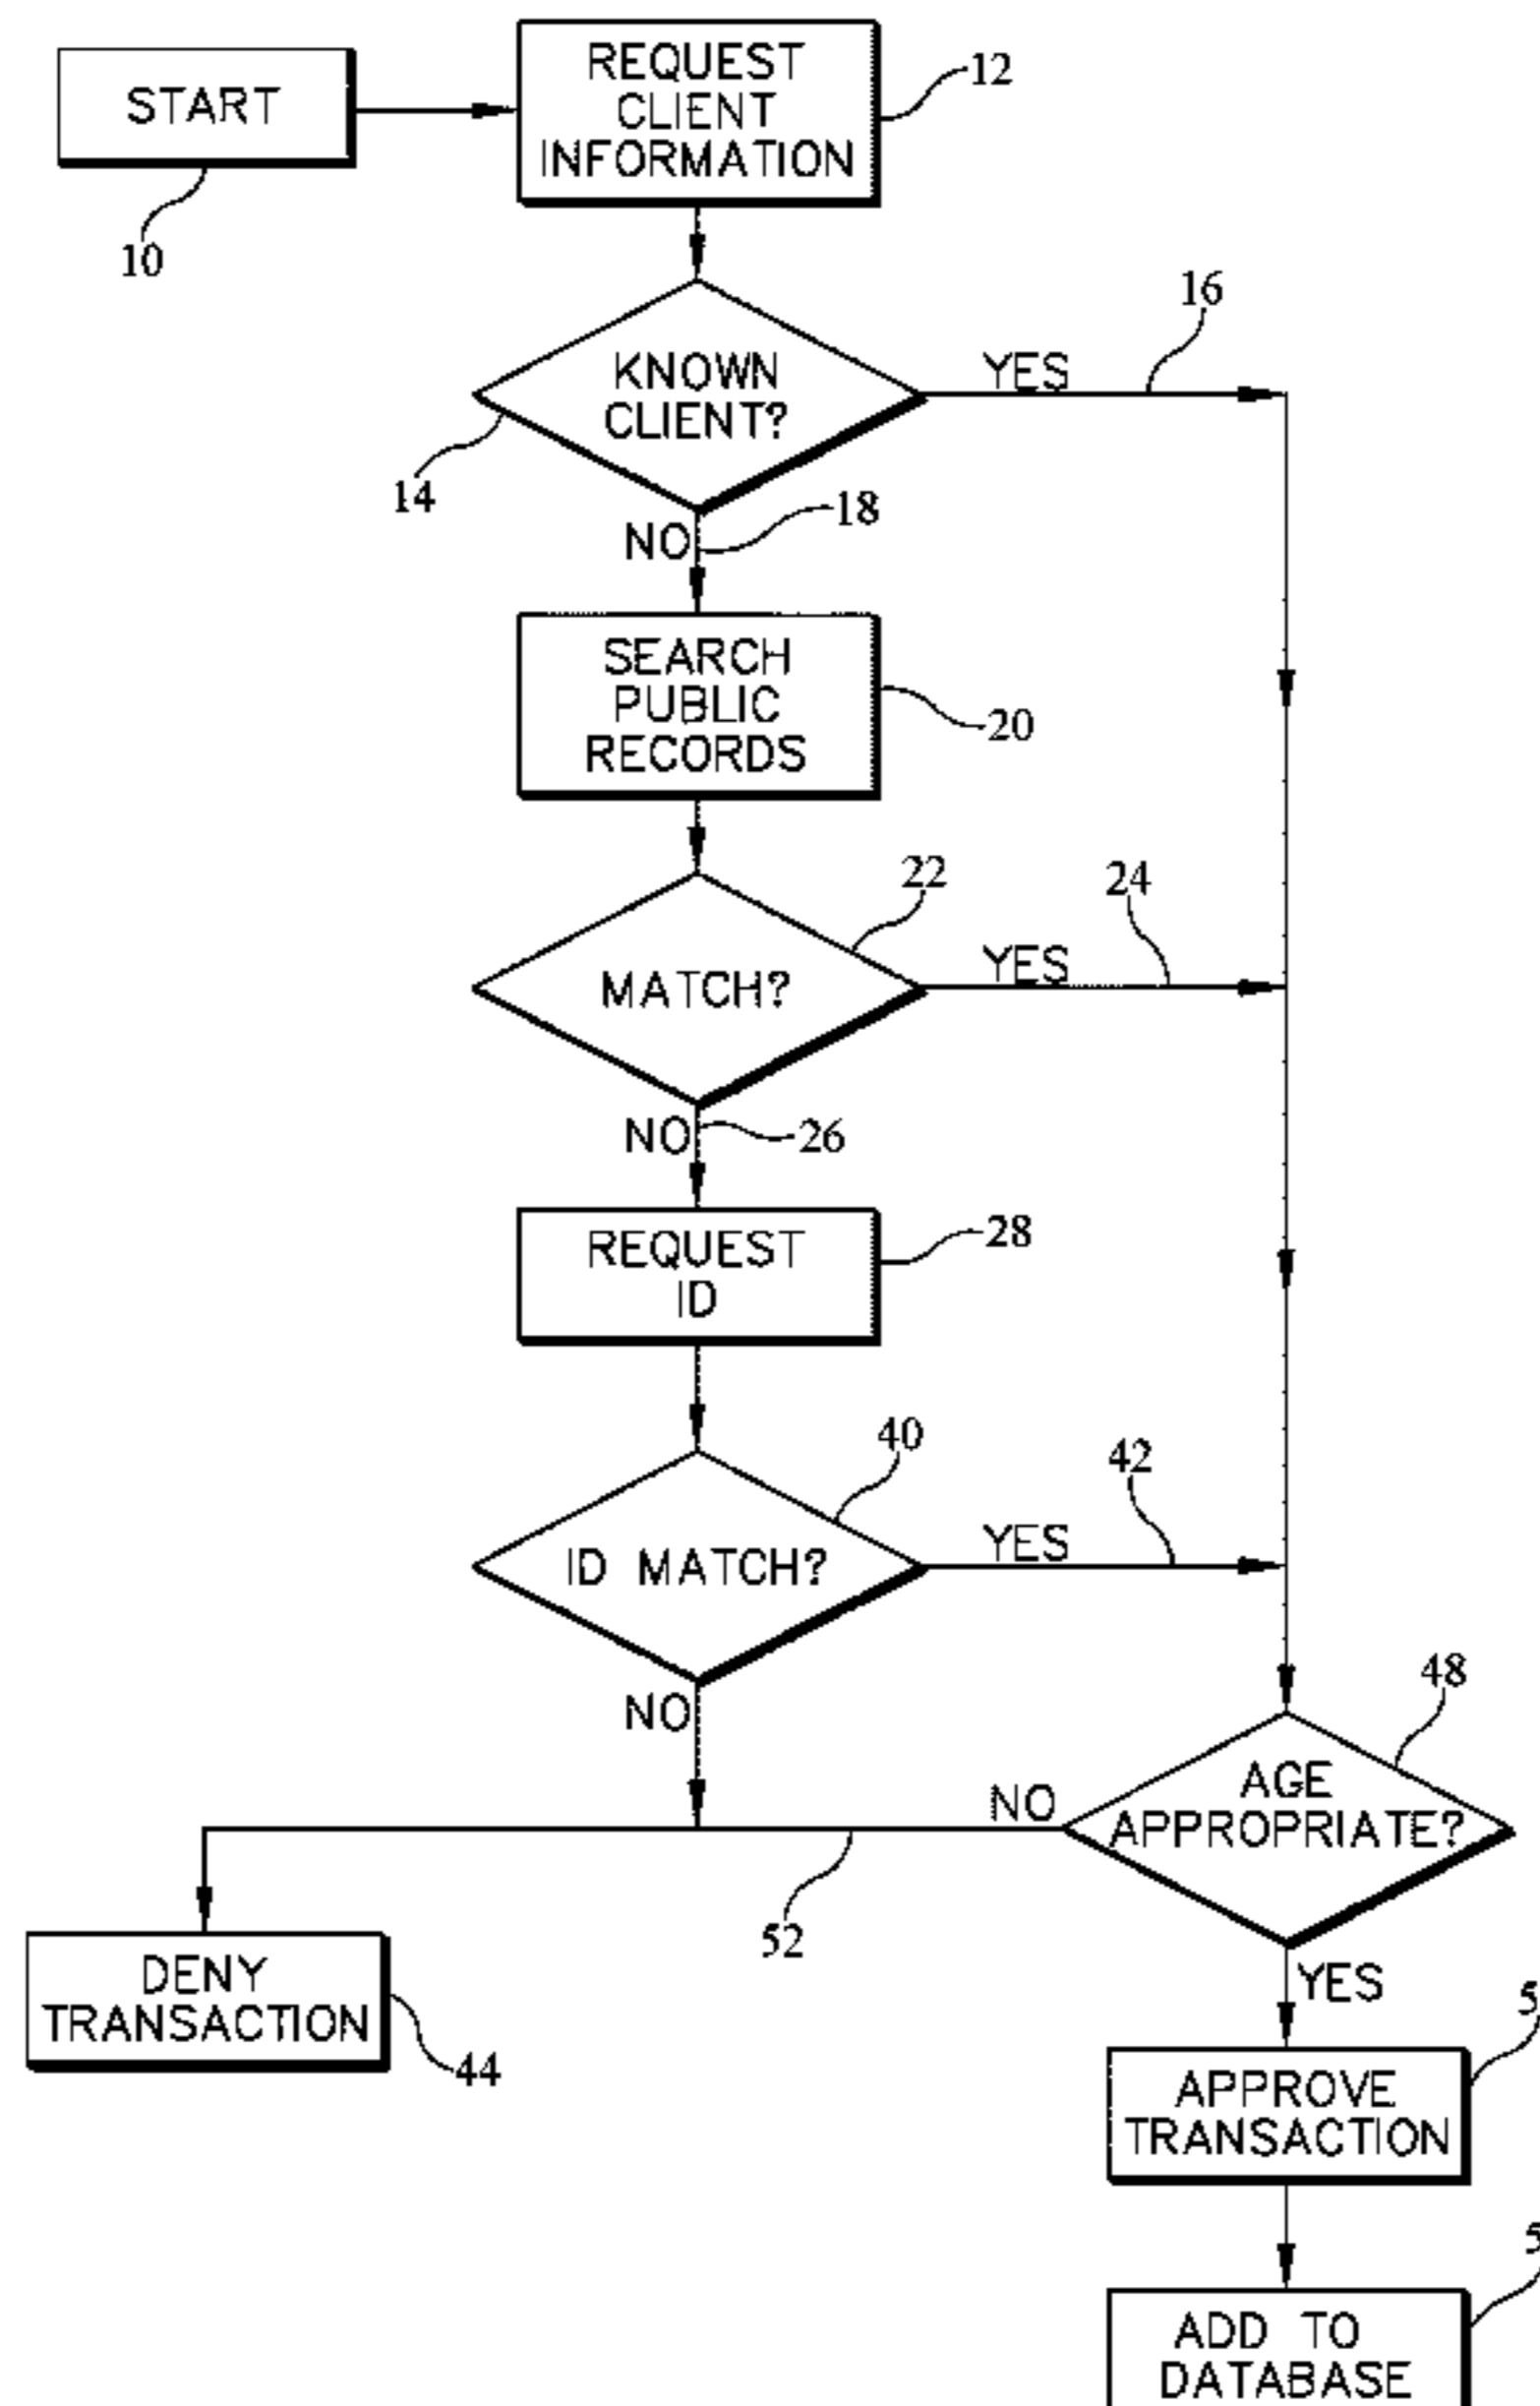 START
10
REQUEST
CLIENT
INFORMATION
12
KNOWN
CLIENT?
14
YES
16
NO
18
SEARCH
PUBLIC
RECORDS
20
MATCH?
22
YES
24
NO
26
REQUEST
ID
28
ID MATCH?
40
YES
42
NO
AGE
APPROPRIATE?
48
NO
52
DENY
TRANSACTION
44
YES
APPROVE
TRANSACTION
ADD TO
DATABASE